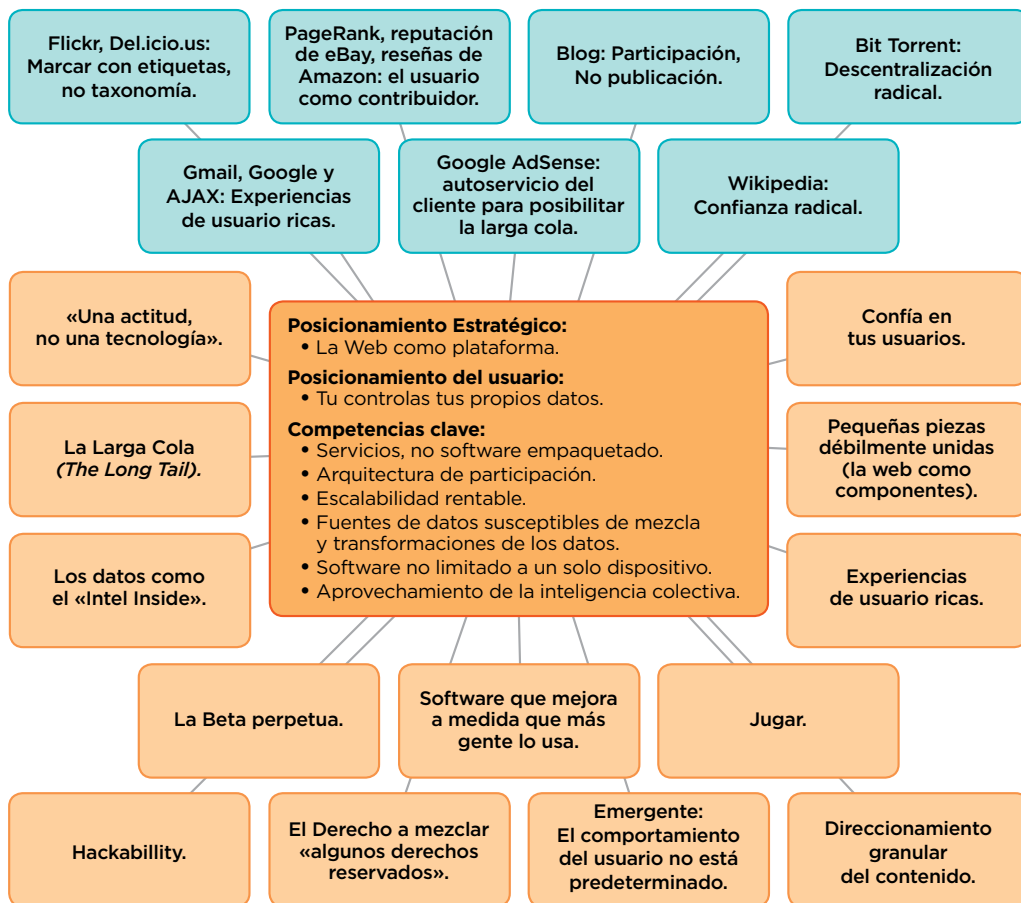 Flickr, Del.icio.us:
Marcar con etiquetas,
no taxonomía.
PageRank, reputación
de eBay, reseñas de
Amazon: el usuario
como contribuidor.
Blog: Participación,
No publicación.
Bit Torrent:
Descentralización
radical.
Gmail, Google y
AJAX: Experiencias
de usuario ricas.
Google AdSense:
autoservicio del
cliente para posibilitar
la larga cola.
Wikipedia:
Confianza radical.
«Una actitud,
no una tecnología».
La Larga Cola
(The Long Tail).
Los datos como
el «Intel Inside».
Posicionamiento Estratégico:
• La Web como plataforma.
Posicionamiento del usuario:
• Tu controlas tus propios datos.
Competencias clave:
• Servicios, no software empaquetado.
• Arquitectura de participación.
• Escalabilidad rentable.
• Fuentes de datos susceptibles de mezcla
y transformaciones de los datos.
• Software no limitado a un solo dispositivo.
• Aprovechamiento de la inteligencia colectiva.
Confía en
tus usuarios.
Pequeñas piezas
débilmente unidas
(la web como
componentes).
Experiencias
de usuario ricas.
La Beta perpetua.
Software que mejora
a medida que más
gente lo usa.
Jugar.
Hackabillity.
El Derecho a mezclar
«algunos derechos
reservados».
Emergente:
El comportamiento
del usuario no está
predeterminado.
Direccionamiento
granular
del contenido.